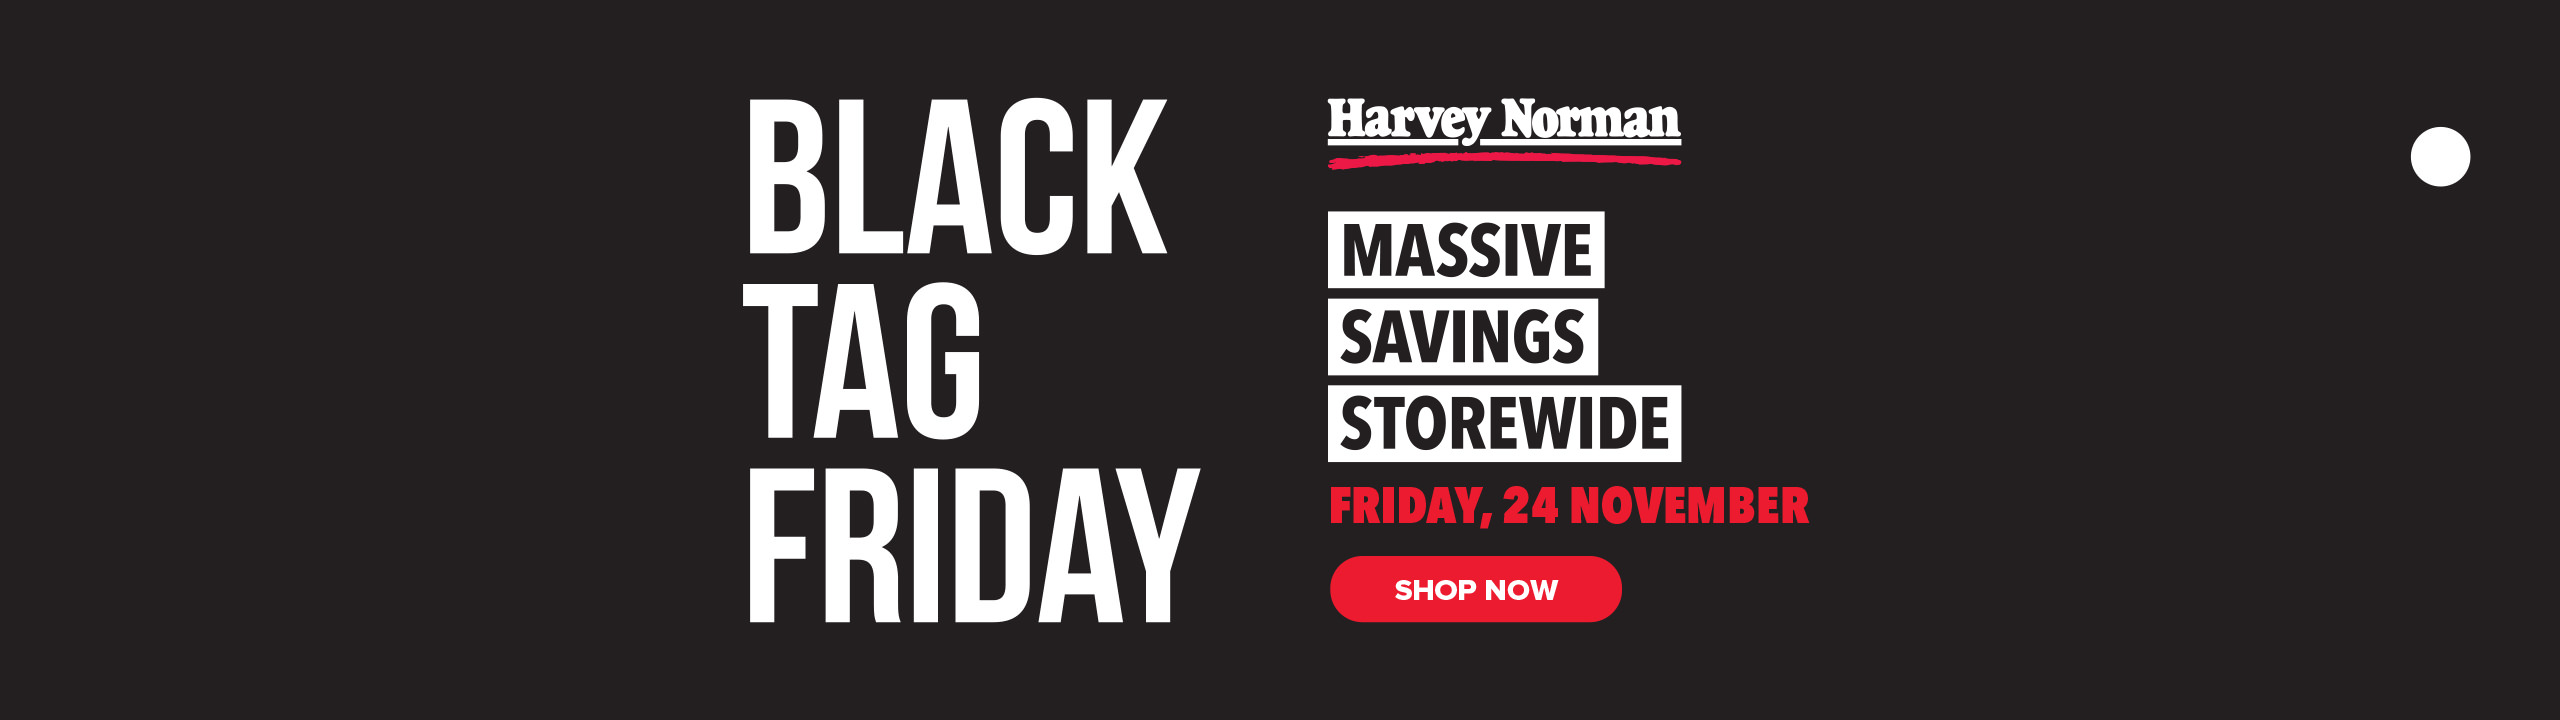 BLACK
TAG
FRIDAY
Harvey Norman
MASSIVE
SAVINGS
STOREWIDE
FRIDAY, 24 NOVEMBER
SHOP NOW